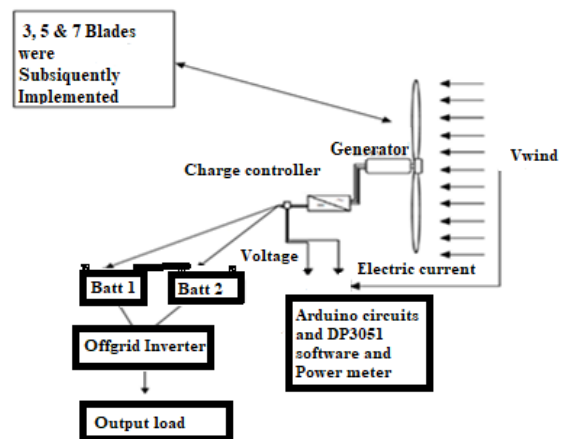 3, 5 & 7 Blades
were
Subsiquently
Implemented
Generator
Vwind
Charge controller
Voltage
Electric current
Batt 1
Batt 2
Arduino circuits
and DP3051
software and
Power meter
Offgrid Inverter
Output load